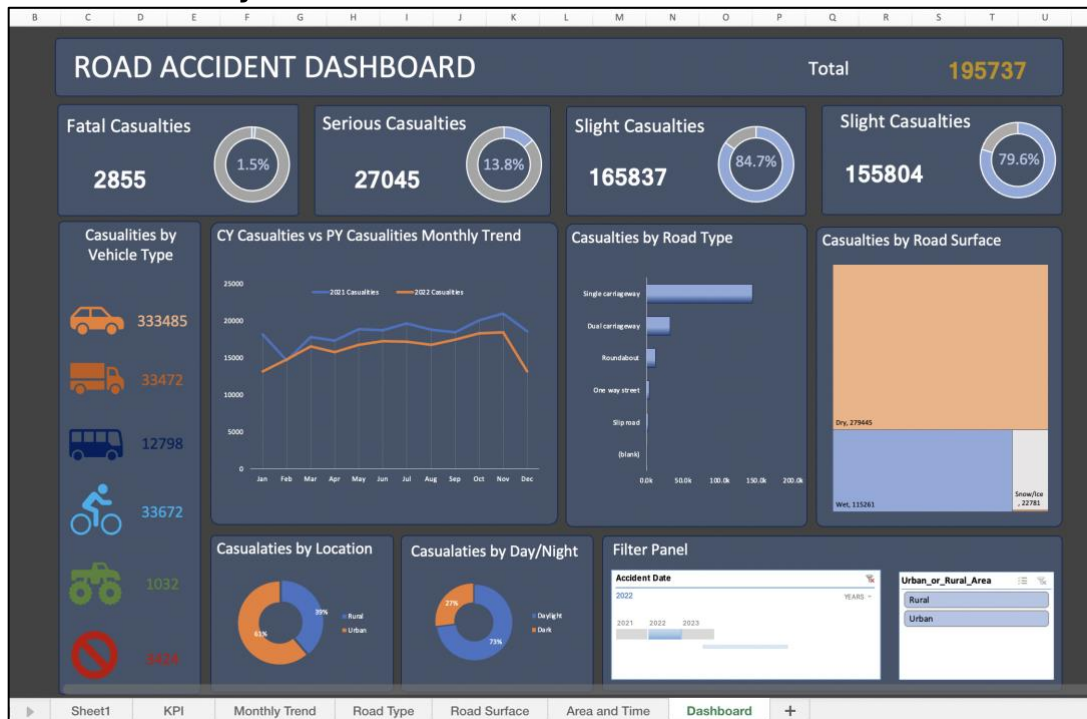 B C D E F G H I J K L M N O P Q R S T U
ROAD ACCIDENT DASHBOARD
Total 195737
Fatal Casualties
2855
1.5%
Serious Casualties
27045
13.8%
Slight Casualties
165837
84.7%
Slight Casualties
155804
79.6%
Casualities by
Vehicle Type
333485
33472
12798
33672
1032
3424
CY Casualties vs PY Casualities Monthly Trend
2021 Casualities 2022 Casualities
25000
20000
15000
10000
5000
0
Jan Feb Mar Apr May Jun Jul Aug Sep Oct Nov Dec
Casualties by Road Type
Single carriageway
Dual carriageway
Roundabout
One way street
Slip road
(blank)
0.0k 50.0k 100.0k 150.0k 200.0k
Casualties by Road Surface
Dry, 279445
Wet, 115261
Snow/Ice
, 22781
Casualaties by Location
39%
61%
Rural
Urban
Casualaties by Day/Night
27%
73%
Daylight
Dark
Filter Panel
Accident Date
2022 YEARS
2021 2022 2023
Urban_or_Rural_Area
Rural
Urban
Sheet1 KPI Monthly Trend Road Type Road Surface Area and Time Dashboard +